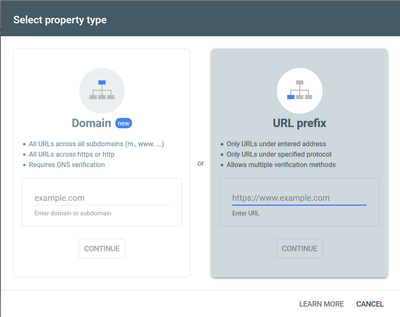 Select property type
Domain new
All URLs across all subdomains (m., www. ...)
All URLs across https or http
Requires DNS verification
example.com
Enter domain or subdomain
CONTINUE
or
URL prefix
Only URLs under entered address
Only URLs under specified protocol
Allows multiple verification methods
https://www.example.com
Enter URL
CONTINUE
LEARN MORE CANCEL